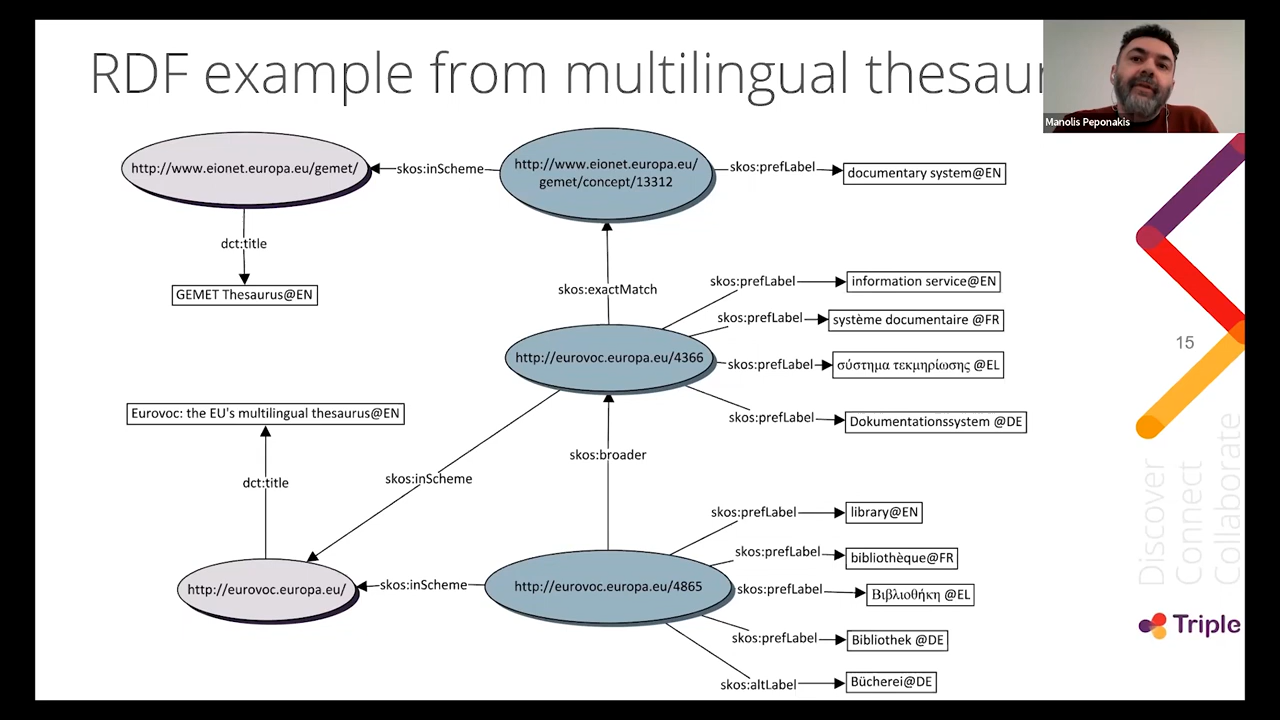 RDF example from multilingual thesaur
Manolis Peponakis
http://www.eionet.europa.eu/gemet/
skos:inScheme
http://www.eionet.europa.eu/
gemet/concept/13312
skos:prefLabel
documentary system@EN
dct:title
GEMET Thesaurus@EN
skos:exactMatch
skos:prefLabel
information service@EN
skos:prefLabel
système documentaire @FR
http://eurovoc.europa.eu/4366
skos:prefLabel
σύστημα τεκμηρίωσης @EL
skos:prefLabel
Dokumentationssystem @DE
15
Eurovoc: the EU's multilingual thesaurus@EN
dct:title
skos:inScheme
skos:broader
http://eurovoc.europa.eu/
skos:inScheme
http://eurovoc.europa.eu/4865
skos:prefLabel
library@EN
skos:prefLabel
bibliothèque@FR
skos:prefLabel
Βιβλιοθήκη @EL
skos:prefLabel
Bibliothek @DE
skos:altLabel
Bücherei@DE
Discover
Connect
Collaborate
Triple